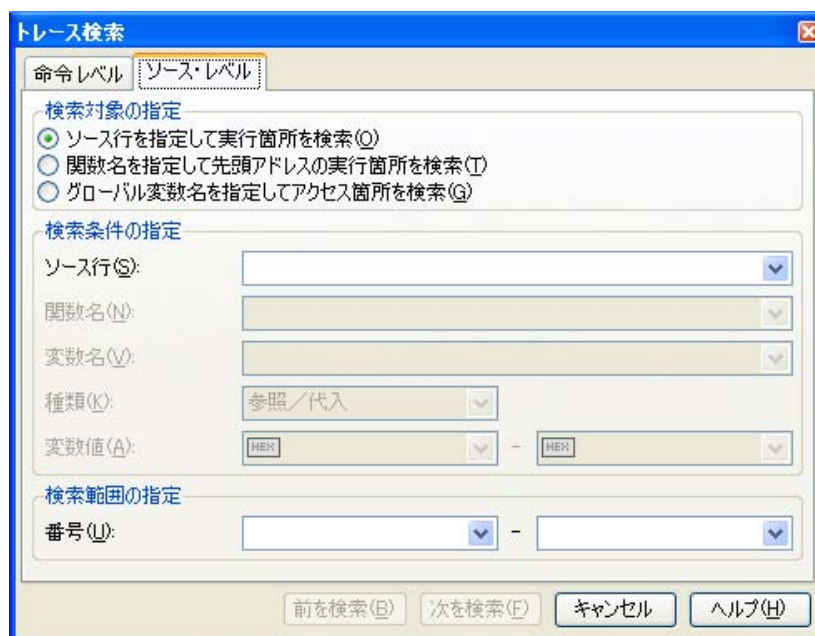 トレース検索
命令レベル ソース・レベル
検索対象の指定
ソース行を指定して実行箇所を検索(O)
関数名を指定して先頭アドレスの実行箇所を検索(T)
グローバル変数名を指定してアクセス箇所を検索(G)
検索条件の指定
ソース行(S):
関数名(N):
変数名(V):
種類(K): 参照／代入
変数値(A): HEX - HEX
検索範囲の指定
番号(U): -
前を検索(B) 次を検索(F) キャンセル ヘルプ(H)